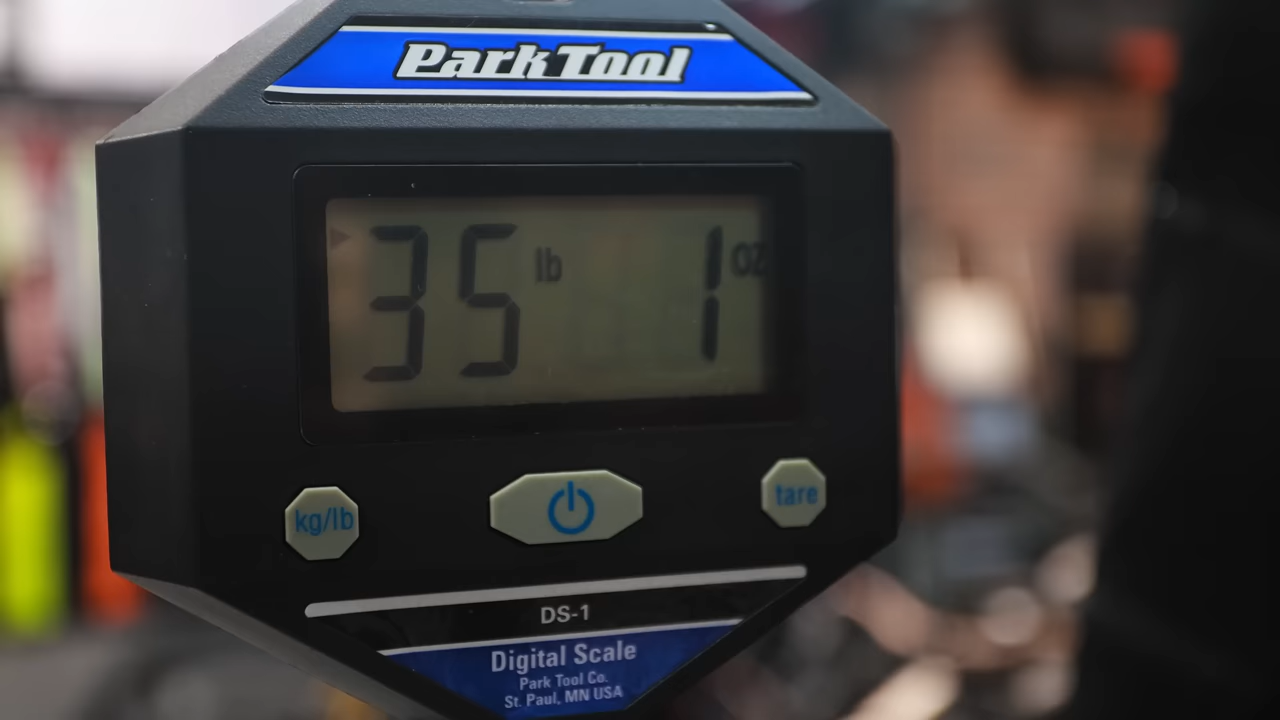 Park Tool
35 lb 1 oz
kg/lb
tare
DS-1
Digital Scale
Park Tool Co.
St. Paul, MN USA